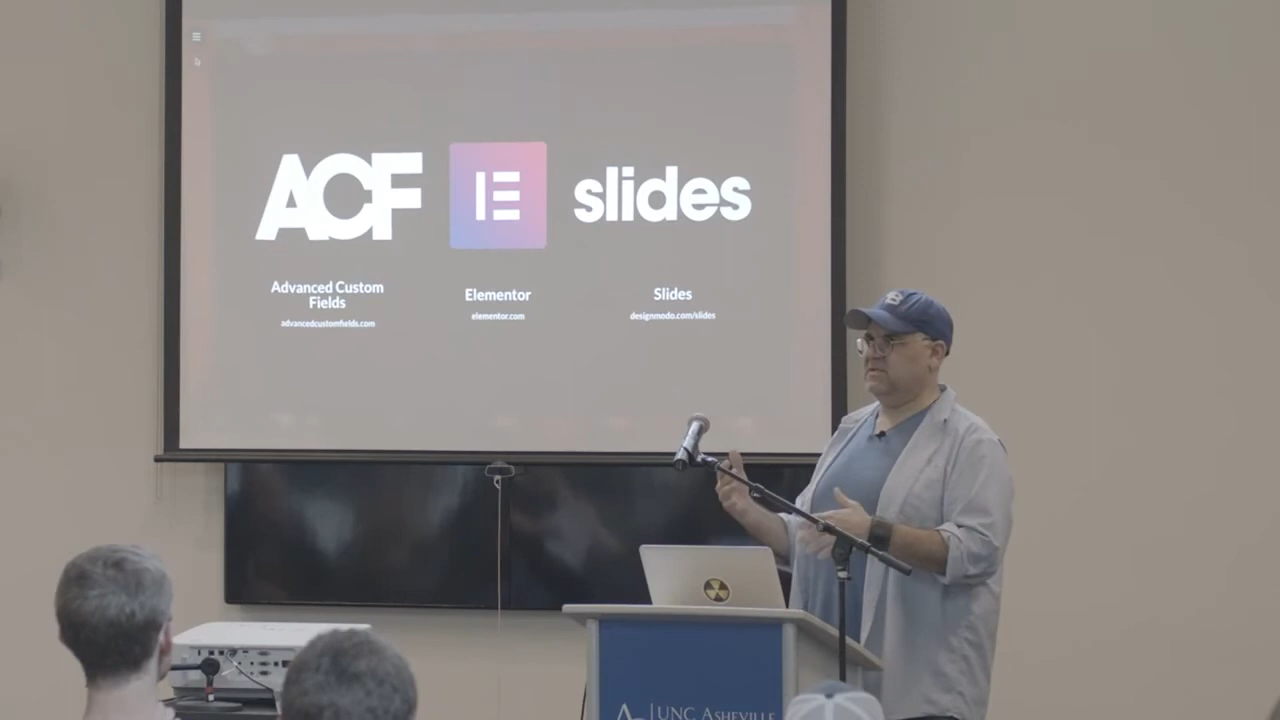 ACF
slides
Advanced Custom
Fields
advancedcustomfields.com
Elementor
elementor.com
Slides
designmodo.com/slides
UNC ASHEVILLE